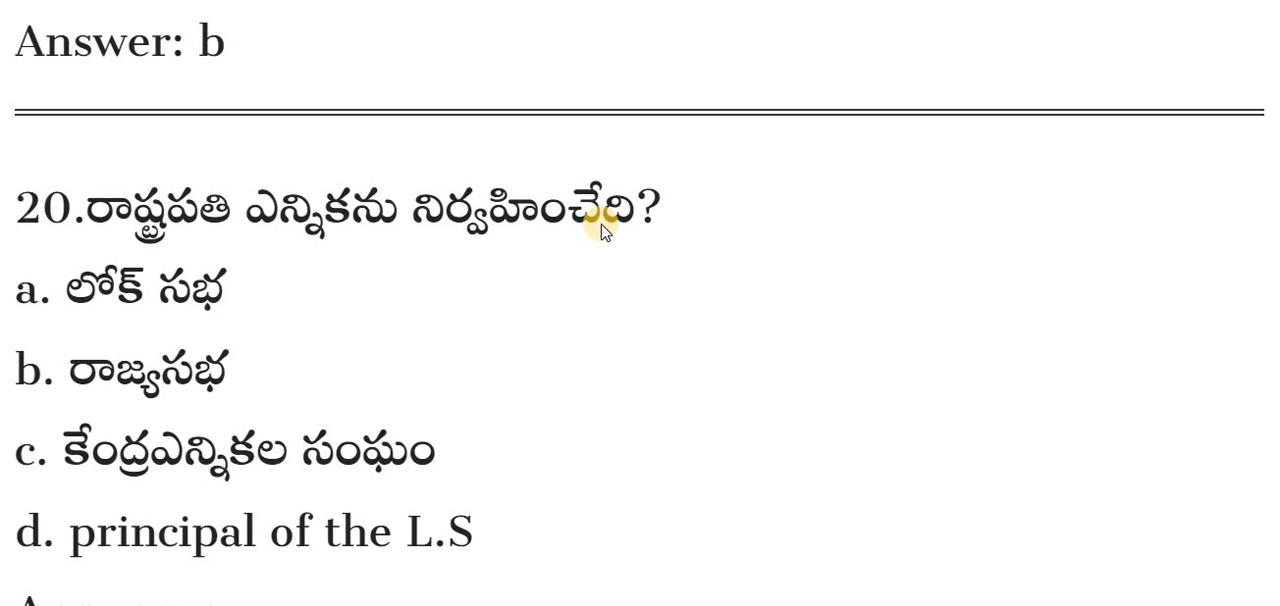 Answer: b
20.రాష్ట్రపతి ఎన్నికను నిర్వహించేది?
a. లోక్ సభ
b. రాజ్యసభ
c. కేంద్రఎన్నికల సంఘం
d. principal of the L.S